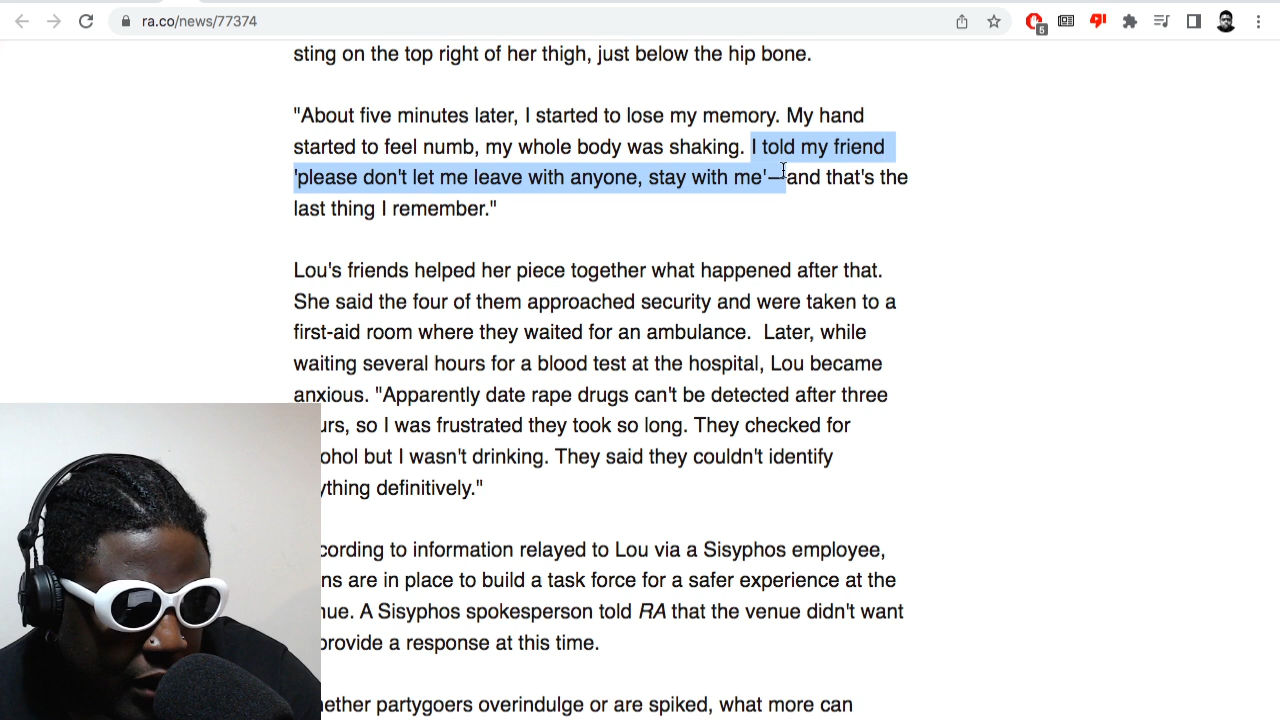 ra.co/news/77374
5
sting on the top right of her thigh, just below the hip bone.
"About five minutes later, I started to lose my memory. My hand
started to feel numb, my whole body was shaking. I told my friend
'please don't let me leave with anyone, stay with me'—and that's the
last thing I remember."
Lou's friends helped her piece together what happened after that.
She said the four of them approached security and were taken to a
first-aid room where they waited for an ambulance.  Later, while
waiting several hours for a blood test at the hospital, Lou became
anxious. "Apparently date rape drugs can't be detected after three
urs, so I was frustrated they took so long. They checked for
ohol but I wasn't drinking. They said they couldn't identify
ything definitively."
cording to information relayed to Lou via a Sisyphos employee,
ns are in place to build a task force for a safer experience at the
nue. A Sisyphos spokesperson told RA that the venue didn't want
provide a response at this time.
ether partygoers overindulge or are spiked, what more can